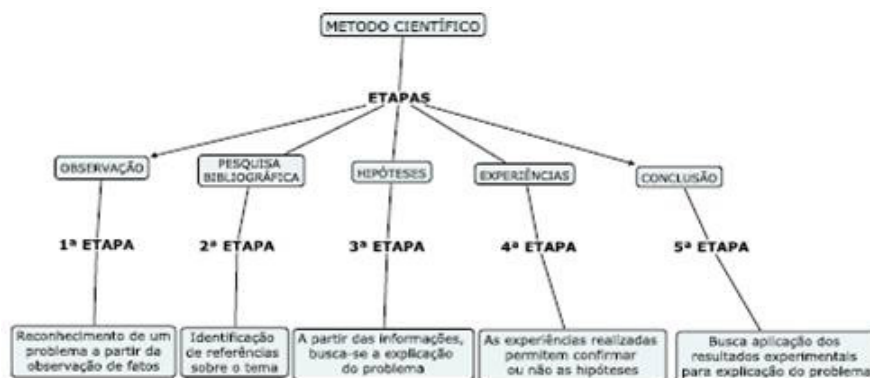 METODO CIENTÍFICO
ETAPAS
OBSERVAÇÃO
PESQUISA
BIBLIOGRÁFICA
HIPÓTESES
EXPERIÊNCIAS
CONCLUSÃO
1ª ETAPA
2ª ETAPA
3ª ETAPA
4ª ETAPA
5ª ETAPA
Reconhecimento de um
problema a partir da
observação de fatos
Identificação
de referências
sobre o tema
A partir das informações,
busca-se a explicação
do problema
As experiências realizadas
permitem confirmar
ou não as hipóteses
Busca aplicação dos
resultados experimentais
para explicação do problema